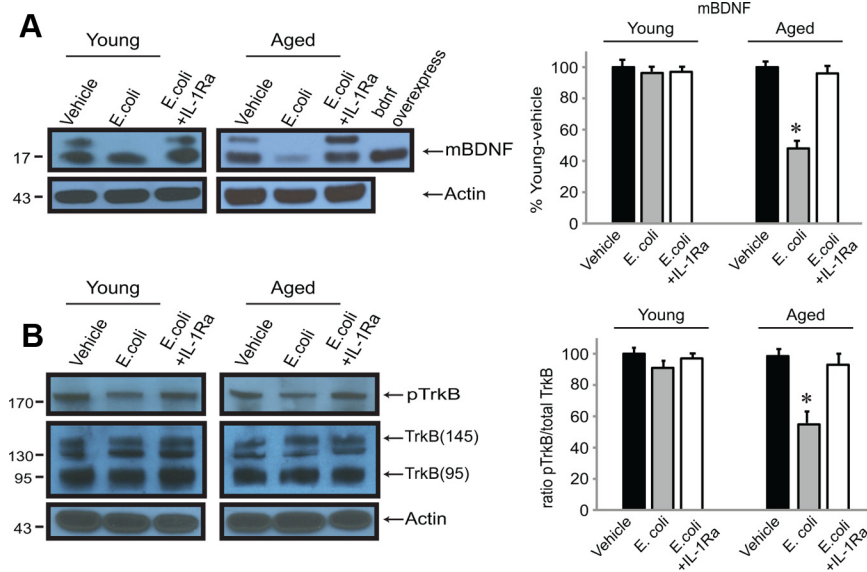 A
Young
Aged
Vehicle
E.coli
E.coli
+IL-1Ra
Vehicle
E.coli
E.coli
+IL-1Ra
bdnf
overexpress
17
mBDNF
43
Actin
mBDNF
Young
Aged
% Young-vehicle
100
80
60
40
20
0
*
Vehicle
E. coli
E.coli
+IL-1Ra
Vehicle
E. coli
E.coli
+IL-1Ra
B
Young
Aged
Vehicle
E.coli
E.coli
+IL-1Ra
Vehicle
E.coli
E.coli
+IL-1Ra
170
pTrkB
TrkB(145)
130
95
TrkB(95)
43
Actin
Young
Aged
ratio pTrkB/total TrkB
100
80
60
40
20
0
*
Vehicle
E. coli
E.coli
+IL-1Ra
Vehicle
E. coli
E.coli
+IL-1Ra